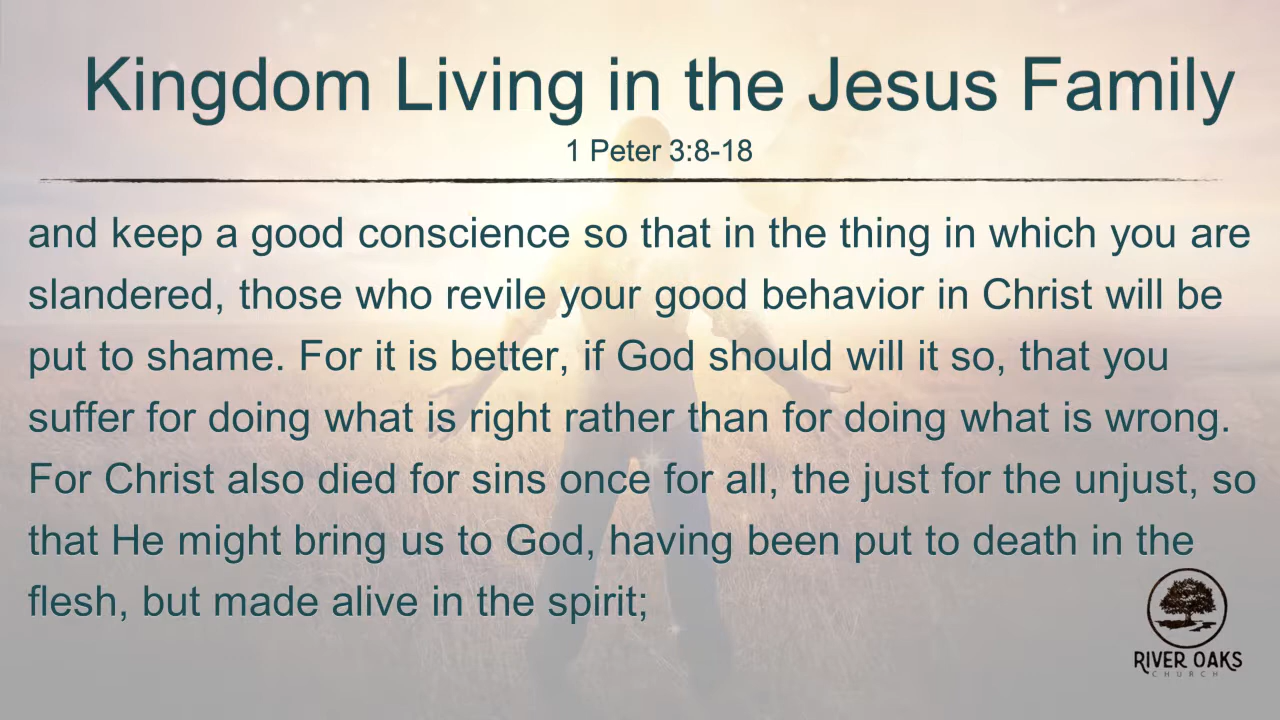 Kingdom Living in the Jesus Family
1 Peter 3:8-18
and keep a good conscience so that in the thing in which you are
slandered, those who revile your good behavior in Christ will be
put to shame. For it is better, if God should will it so, that you
suffer for doing what is right rather than for doing what is wrong.
For Christ also died for sins once for all, the just for the unjust, so
that He might bring us to God, having been put to death in the
flesh, but made alive in the spirit;
RIVER OAKS
CHURCH